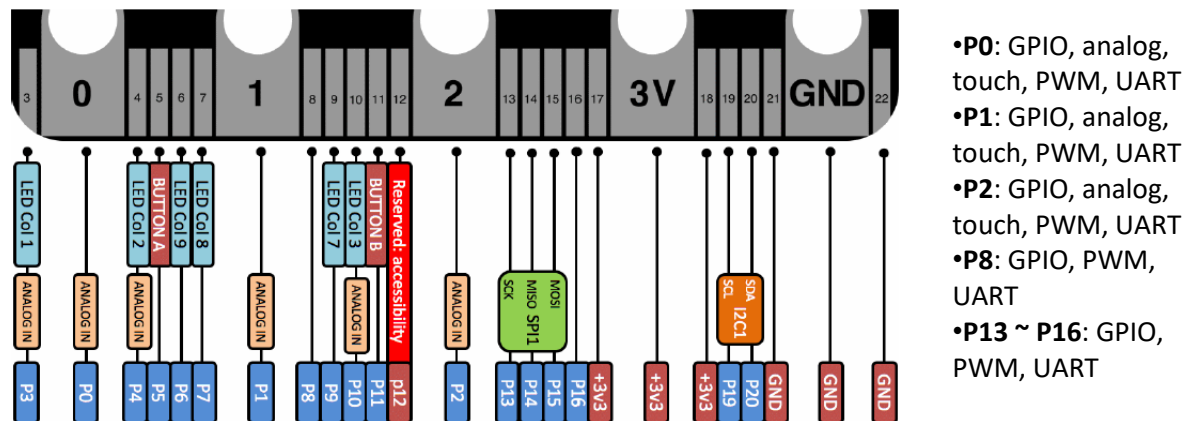 3 0 4 5 6 7 1 8 9 10 11 12 2 13 14 15 16 17 3V 18 19 20 21 GND 22
LED Col 1
LED Col 2
BUTTON A
LED Col 9
LED Col 8
LED Col 7
LED Col 3
BUTTON B
Reserved: accessibility
ANALOG IN
ANALOG IN
ANALOG IN
ANALOG IN
ANALOG IN
ANALOG IN
SCK
MISO
MOSI
SPI1
SCL
SDA
I2C1
P3
P0
P4
P5
P6
P7
P1
P8
P9
P10
P11
p12
P2
P13
P14
P15
P16
+3v3
+3v3
+3v3
P19
P20
GND
GND
GND
•P0: GPIO, analog,
touch, PWM, UART
•P1: GPIO, analog,
touch, PWM, UART
•P2: GPIO, analog,
touch, PWM, UART
•P8: GPIO, PWM,
UART
•P13 ~ P16: GPIO,
PWM, UART